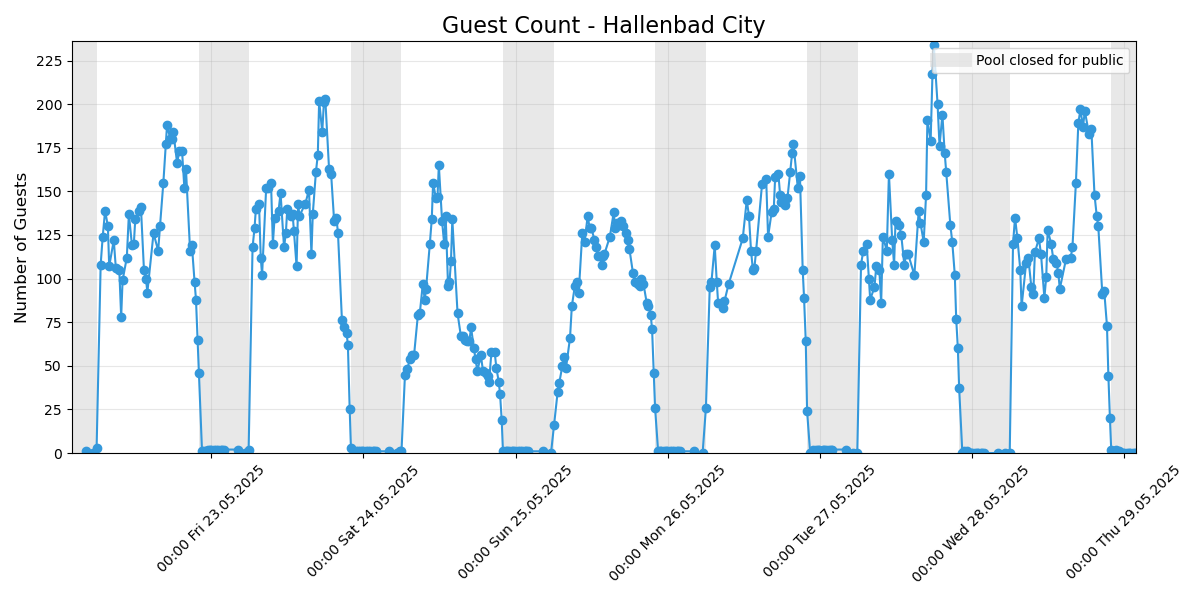 Guest Count - Hallenbad City
Pool closed for public
Number of Guests
225
200
175
150
125
100
75
50
25
0
00:00 Fri 23.05.2025
00:00 Sat 24.05.2025
00:00 Sun 25.05.2025
00:00 Mon 26.05.2025
00:00 Tue 27.05.2025
00:00 Wed 28.05.2025
00:00 Thu 29.05.2025